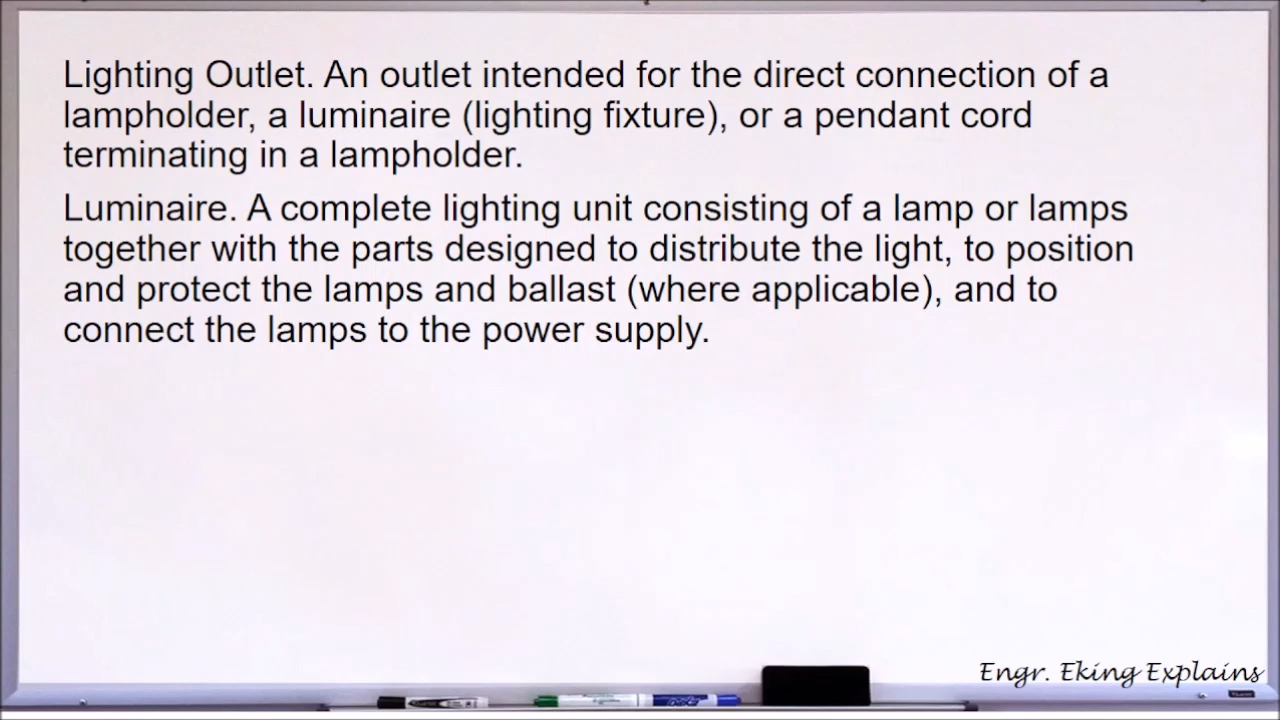 Lighting Outlet. An outlet intended for the direct connection of a
lampholder, a luminaire (lighting fixture), or a pendant cord
terminating in a lampholder.
Luminaire. A complete lighting unit consisting of a lamp or lamps
together with the parts designed to distribute the light, to position
and protect the lamps and ballast (where applicable), and to
connect the lamps to the power supply.
Engr. Eking Explains